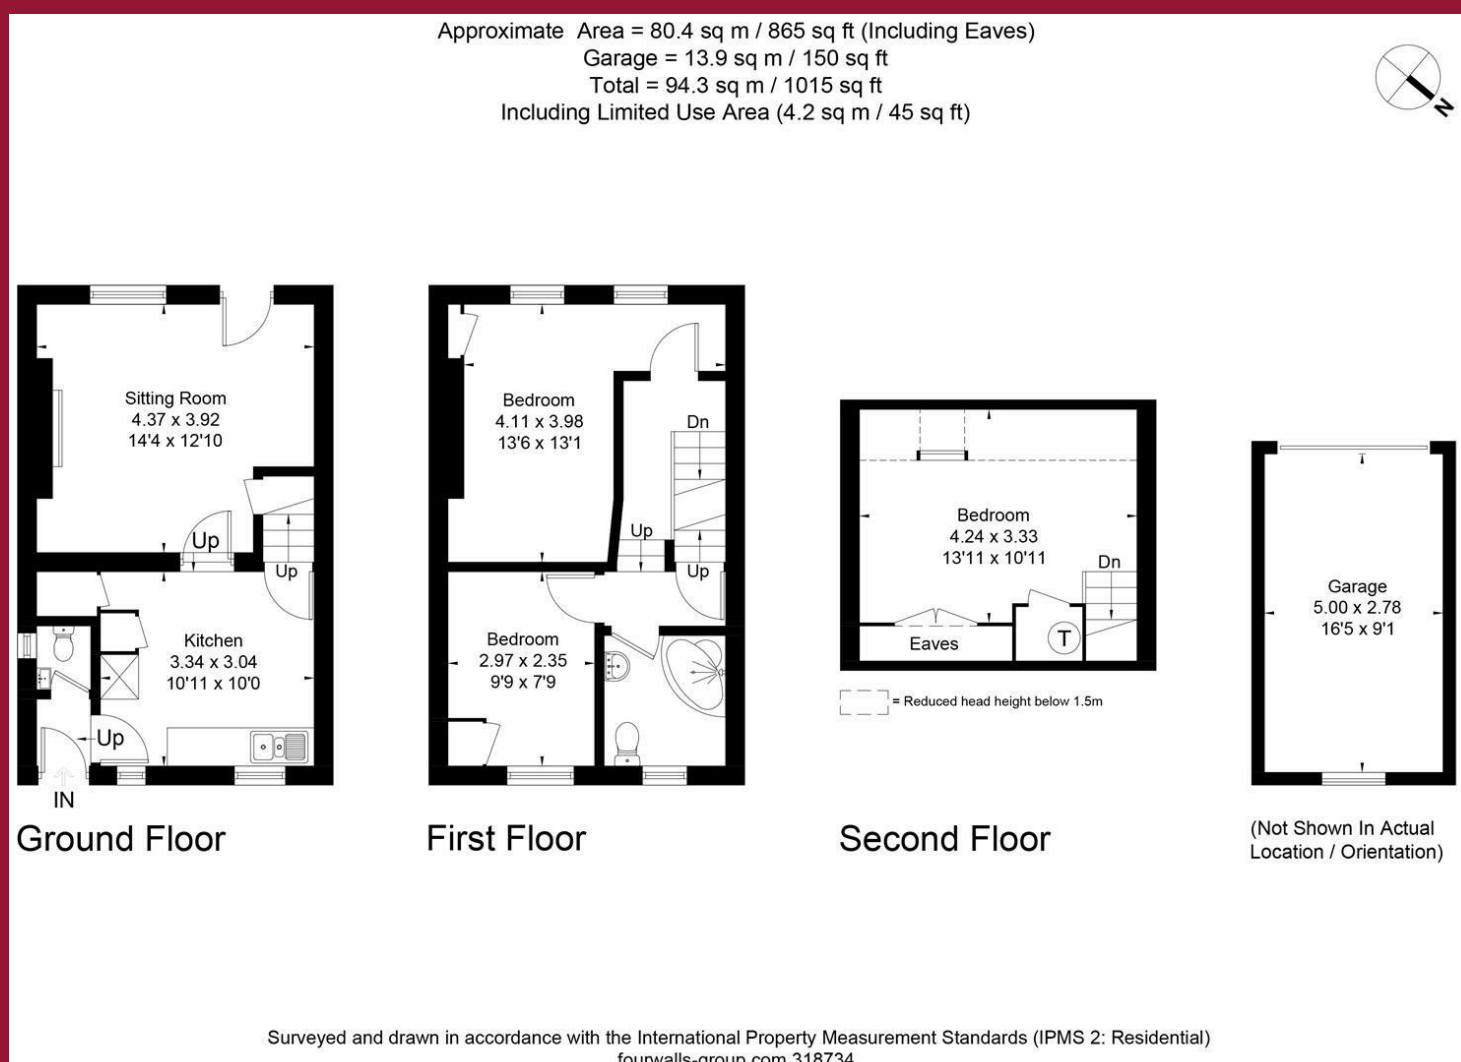 Approximate Area = 80.4 sq m / 865 sq ft (Including Eaves)
Garage = 13.9 sq m / 150 sq ft
Total = 94.3 sq m / 1015 sq ft
Including Limited Use Area (4.2 sq m / 45 sq ft)
N
Sitting Room
4.37 x 3.92
14'4 x 12'10
Up
Up
Kitchen
3.34 x 3.04
10'11 x 10'0
Up
IN
Ground Floor
Bedroom
4.11 x 3.98
13'6 x 13'1
Dn
Up
Up
Bedroom
2.97 x 2.35
9'9 x 7'9
First Floor
Bedroom
4.24 x 3.33
13'11 x 10'11
Dn
Eaves
T
= Reduced head height below 1.5m
Second Floor
Garage
5.00 x 2.78
16'5 x 9'1
(Not Shown In Actual
Location / Orientation)
Surveyed and drawn in accordance with the International Property Measurement Standards (IPMS 2: Residential)
fourwalls-group.com 318734